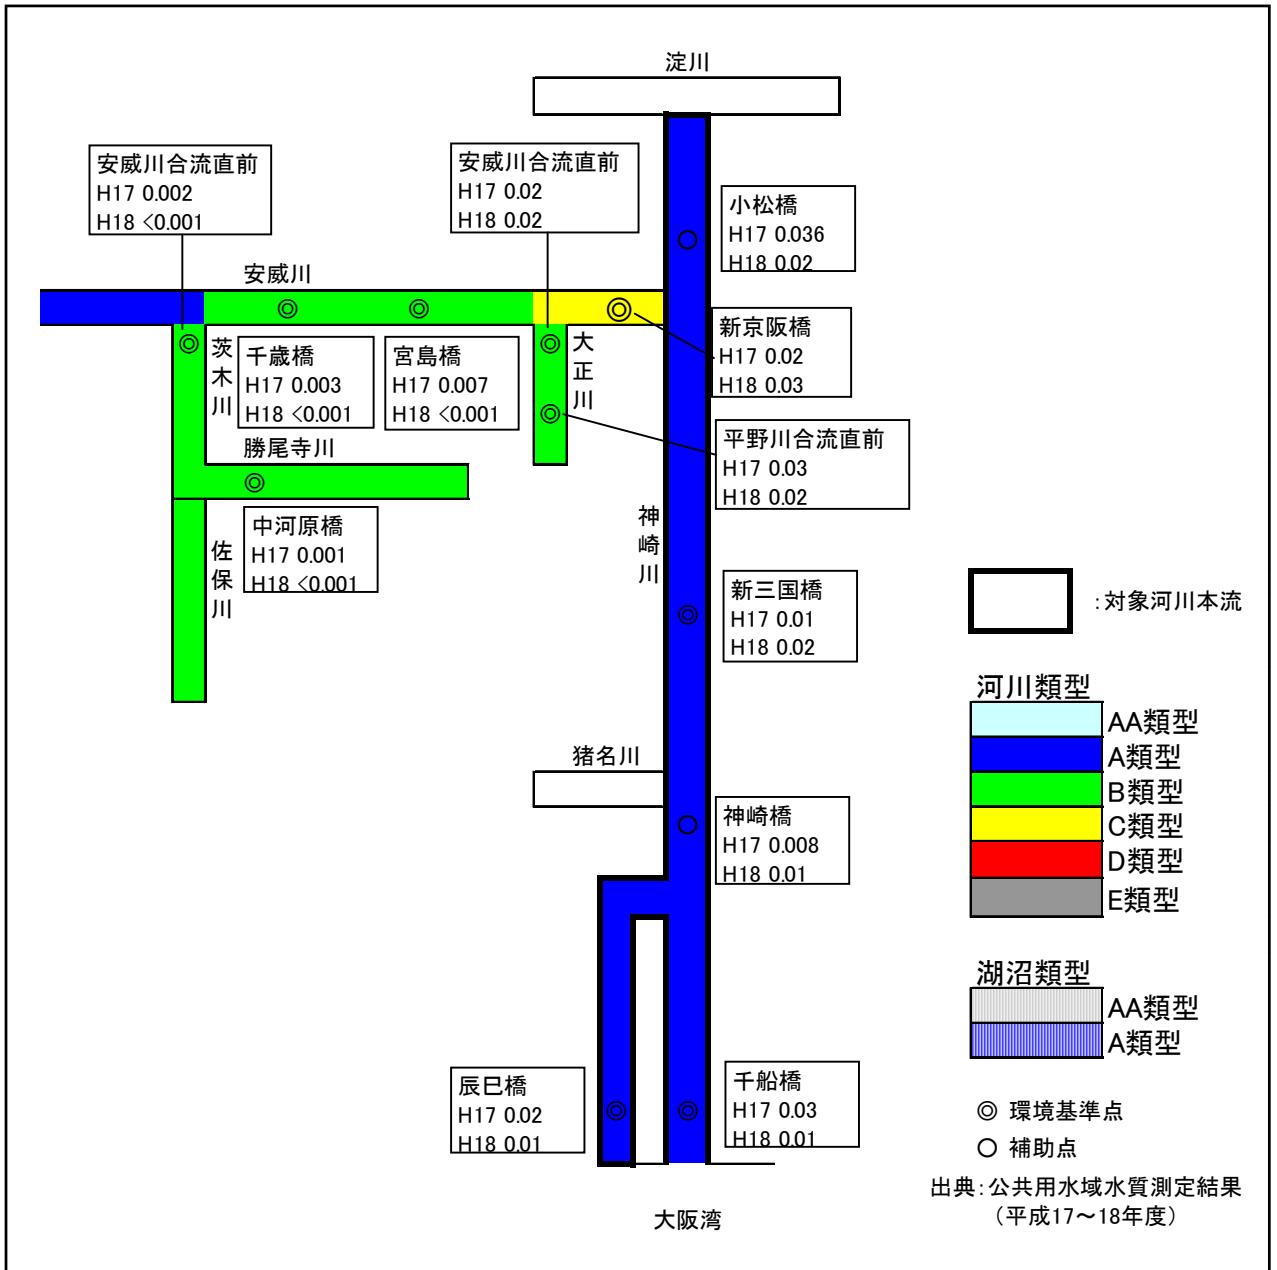 淀川
安威川合流直前
H17 0.002
H18 <0.001
安威川合流直前
H17 0.02
H18 0.02
小松橋
H17 0.036
H18 0.02
安威川
新京阪橋
H17 0.02
H18 0.03
茨木川
千歳橋
H17 0.003
H18 <0.001
宮島橋
H17 0.007
H18 <0.001
大正川
平野川合流直前
H17 0.03
H18 0.02
勝尾寺川
中河原橋
H17 0.001
H18 <0.001
佐保川
神崎川
新三国橋
H17 0.01
H18 0.02
:対象河川本流
河川類型
AA類型
A類型
B類型
C類型
D類型
E類型
猪名川
神崎橋
H17 0.008
H18 0.01
湖沼類型
AA類型
A類型
辰巳橋
H17 0.02
H18 0.01
千船橋
H17 0.03
H18 0.01
◎ 環境基準点
○ 補助点
出典:公共用水域水質測定結果
(平成17~18年度)
大阪湾